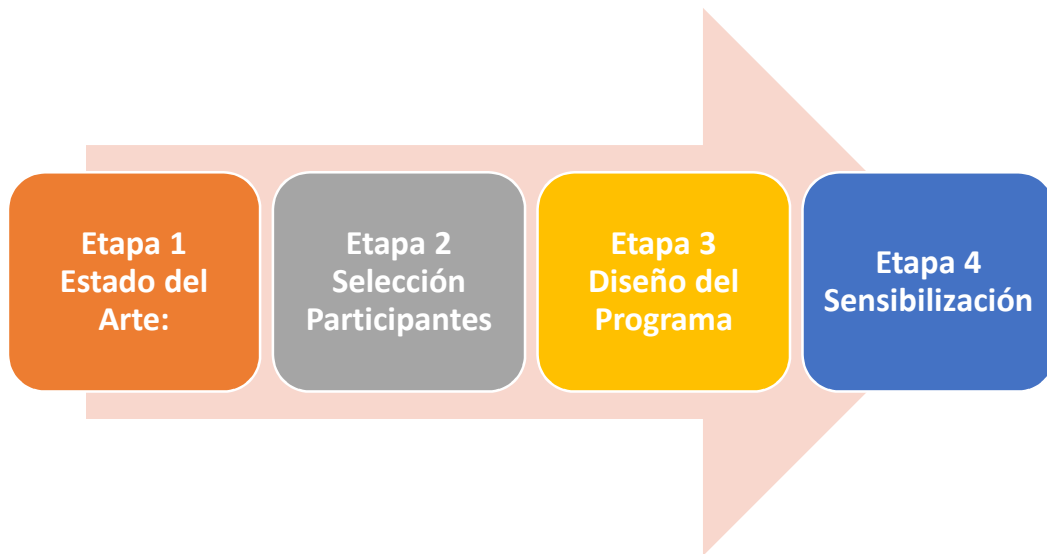 Etapa 1
Estado del
Arte:
Etapa 2
Selección
Participantes
Etapa 3
Diseño del
Programa
Etapa 4
Sensibilización